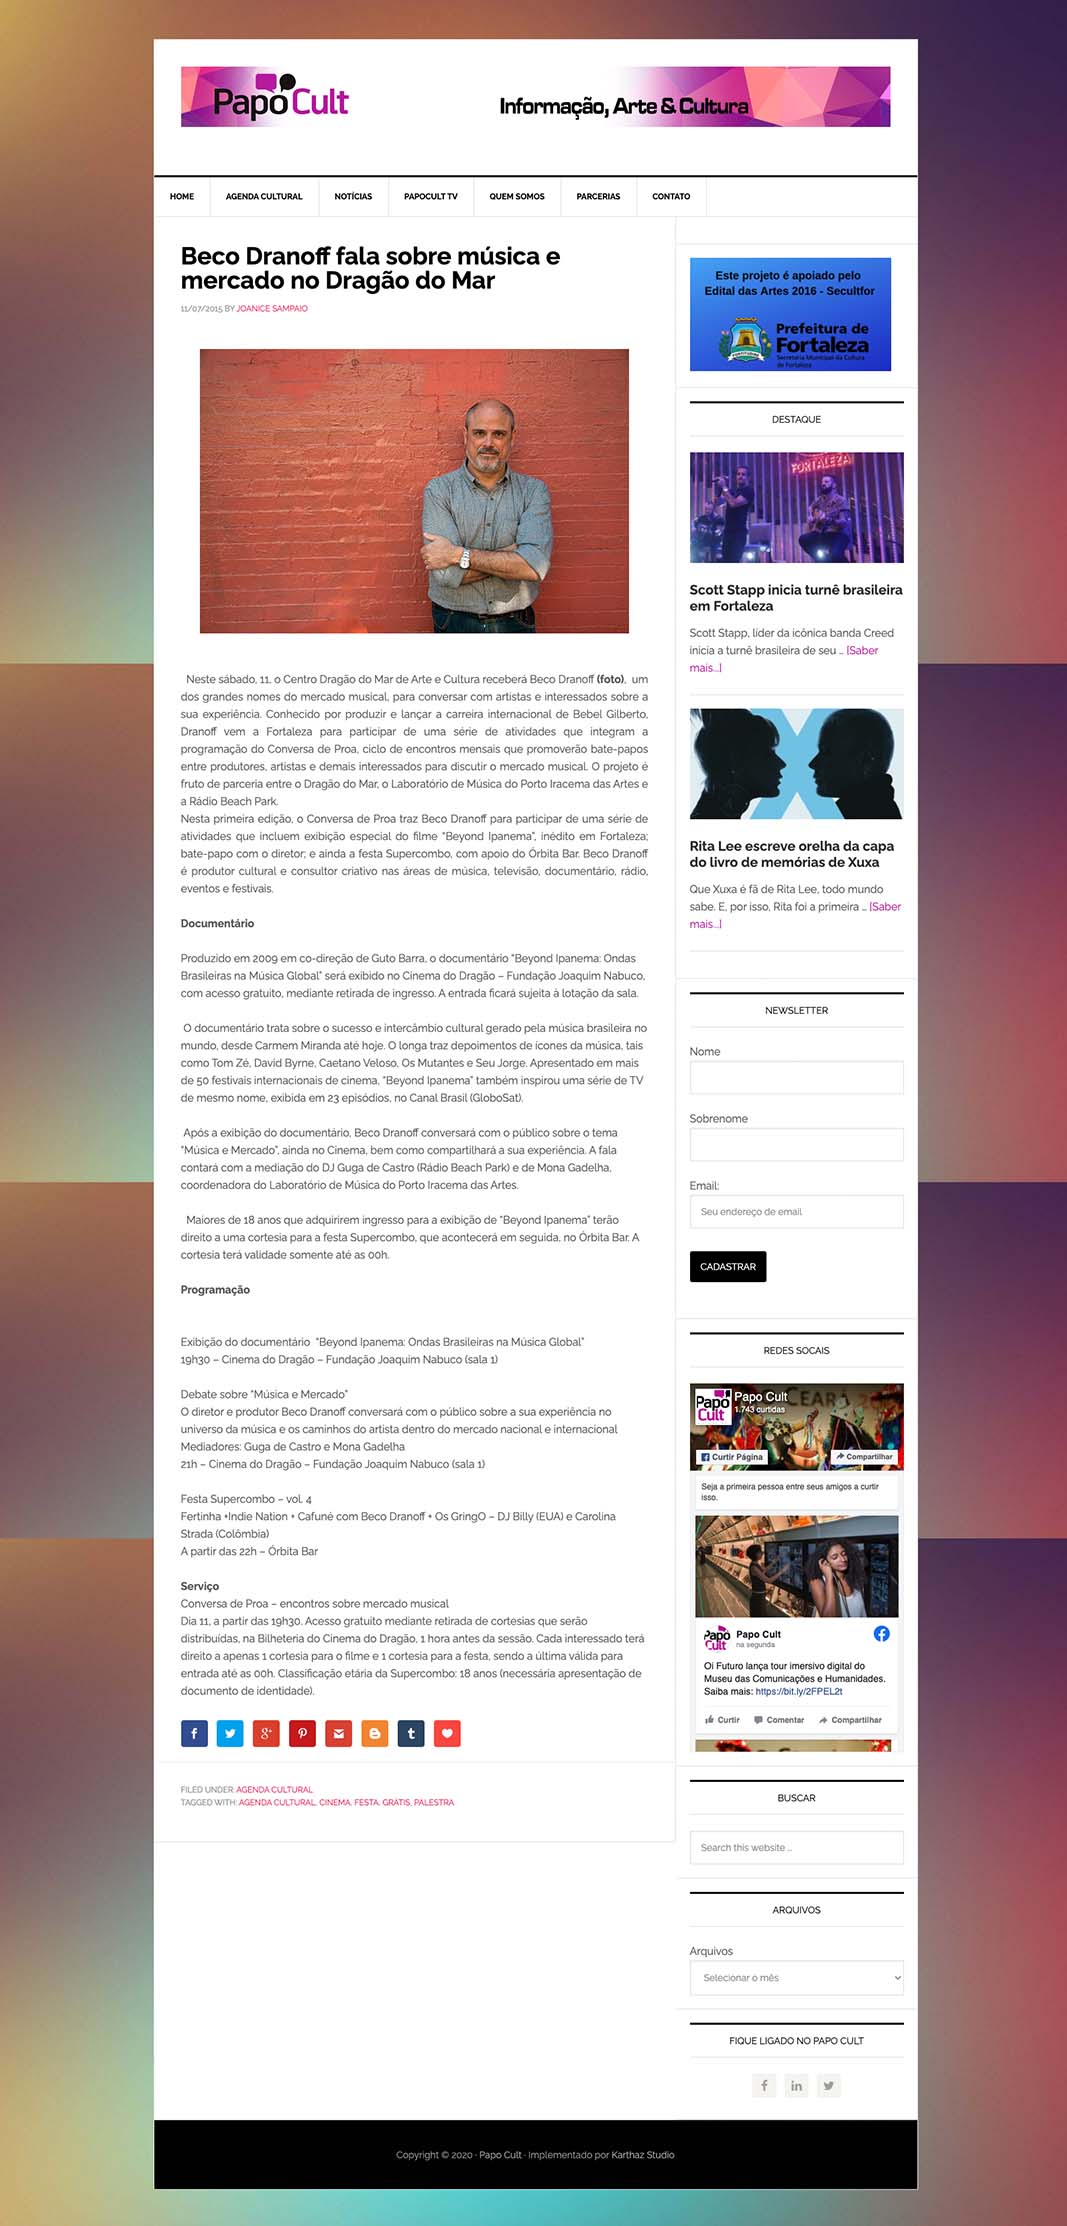 Papo Cult
Informação, Arte & Cultura
HOME
AGENDA CULTURAL
NOTÍCIAS
PAPOCULT TV
QUEM SOMOS
PARCERIAS
CONTATO
Beco Dranoff fala sobre música e
mercado no Dragão do Mar
11/07/2015 BY JOANICE SAMPAIO
Neste sábado, 11, o Centro Dragão do Mar de Arte e Cultura receberá Beco Dranoff (foto), um
dos grandes nomes do mercado musical, para conversar com artistas e interessados sobre a
sua experiência. Conhecido por produzir e lançar a carreira internacional de Bebel Gilberto,
Dranoff vem a Fortaleza para participar de uma série de atividades que integram a
programação do Conversa de Proa, ciclo de encontros mensais que promoverão bate-papos
entre produtores, artistas e demais interessados para discutir o mercado musical. O projeto é
fruto de parceria entre o Dragão do Mar, o Laboratório de Música do Porto Iracema das Artes e
a Rádio Beach Park.
Nesta primeira edição, o Conversa de Proa traz Beco Dranoff para participar de uma série de
atividades que incluem exibição especial do filme “Beyond Ipanema”, inédito em Fortaleza;
bate-papo com o diretor; e ainda a festa Supercombo, com apoio do Órbita Bar. Beco Dranoff
é produtor cultural e consultor criativo nas áreas de música, televisão, documentário, rádio,
eventos e festivais.
Documentário
Produzido em 2009 em co-direção de Guto Barra, o documentário “Beyond Ipanema: Ondas
Brasileiras na Música Global” será exibido no Cinema do Dragão – Fundação Joaquim Nabuco,
com acesso gratuito, mediante retirada de ingresso. A entrada ficará sujeita à lotação da sala.
O documentário trata sobre o sucesso e intercâmbio cultural gerado pela música brasileira no
mundo, desde Carmem Miranda até hoje. O longa traz depoimentos de ícones da música, tais
como Tom Zé, David Byrne, Caetano Veloso, Os Mutantes e Seu Jorge. Apresentado em mais
de 50 festivais internacionais de cinema, “Beyond Ipanema” também inspirou uma série de TV
de mesmo nome, exibida em 23 episódios, no Canal Brasil (GloboSat).
Após a exibição do documentário, Beco Dranoff conversará com o público sobre o tema
“Música e Mercado”, ainda no Cinema, bem como compartilhará a sua experiência. A fala
contará com a mediação do DJ Guga de Castro (Rádio Beach Park) e de Mona Gadelha,
coordenadora do Laboratório de Música do Porto Iracema das Artes.
Maiores de 18 anos que adquirirem ingresso para a exibição de “Beyond Ipanema” terão
direito a uma cortesia para a festa Supercombo, que acontecerá em seguida, no Órbita Bar. A
cortesia terá validade somente até as 00h.
Programação
Exibição do documentário “Beyond Ipanema: Ondas Brasileiras na Música Global”
19h30 – Cinema do Dragão – Fundação Joaquim Nabuco (sala 1)
Debate sobre “Música e Mercado”
O diretor e produtor Beco Dranoff conversará com o público sobre a sua experiência no
universo da música e os caminhos do artista dentro do mercado nacional e internacional
Mediadores: Guga de Castro e Mona Gadelha
21h – Cinema do Dragão – Fundação Joaquim Nabuco (sala 1)
Festa Supercombo – vol. 4
Fertinha +Indie Nation + Cafuné com Beco Dranoff + Os GringO – DJ Billy (EUA) e Carolina
Strada (Colômbia)
A partir das 22h – Órbita Bar
Serviço
Conversa de Proa – encontros sobre mercado musical
Dia 11, a partir das 19h30. Acesso gratuito mediante retirada de cortesias que serão
distribuídas, na Bilheteria do Cinema do Dragão, 1 hora antes da sessão. Cada interessado terá
direito a apenas 1 cortesia para o filme e 1 cortesia para a festa, sendo a última válida para
entrada até as 00h. Classificação etária da Supercombo: 18 anos (necessária apresentação de
documento de identidade).
FILED UNDER: AGENDA CULTURAL
TAGGED WITH: AGENDA CULTURAL, CINEMA, FESTA, GRÁTIS, PALESTRA
Este projeto é apoiado pelo
Edital das Artes 2016 - Secultfor
Prefeitura de
Fortaleza
Secretaria Municipal da Cultura
de Fortaleza
DESTAQUE
FORTALEZA
Scott Stapp inicia turnê brasileira
em Fortaleza
Scott Stapp, líder da icônica banda Creed
inicia a turnê brasileira de seu … [Saber
mais...]
Rita Lee escreve orelha da capa
do livro de memórias de Xuxa
Que Xuxa é fã de Rita Lee, todo mundo
sabe. E, por isso, Rita foi a primeira … [Saber
mais...]
NEWSLETTER
Nome
Sobrenome
Email:
Seu endereço de email
CADASTRAR
REDES SOCAIS
CEARÁ
Papo Cult
Papo Cult
1.743 curtidas
Curtir Página
Compartilhar
Seja a primeira pessoa entre seus amigos a curtir
isso.
Papo Cult
Papo Cult
na segunda
Oi Futuro lança tour imersivo digital do
Museu das Comunicações e Humanidades.
Saiba mais: https://bit.ly/2FPEL2t
Curtir
Comentar
Compartilhar
BUSCAR
Search this website …
ARQUIVOS
Arquivos
Selecionar o mês
FIQUE LIGADO NO PAPO CULT
Copyright © 2020 · Papo Cult · Implementado por Karthaz Studio